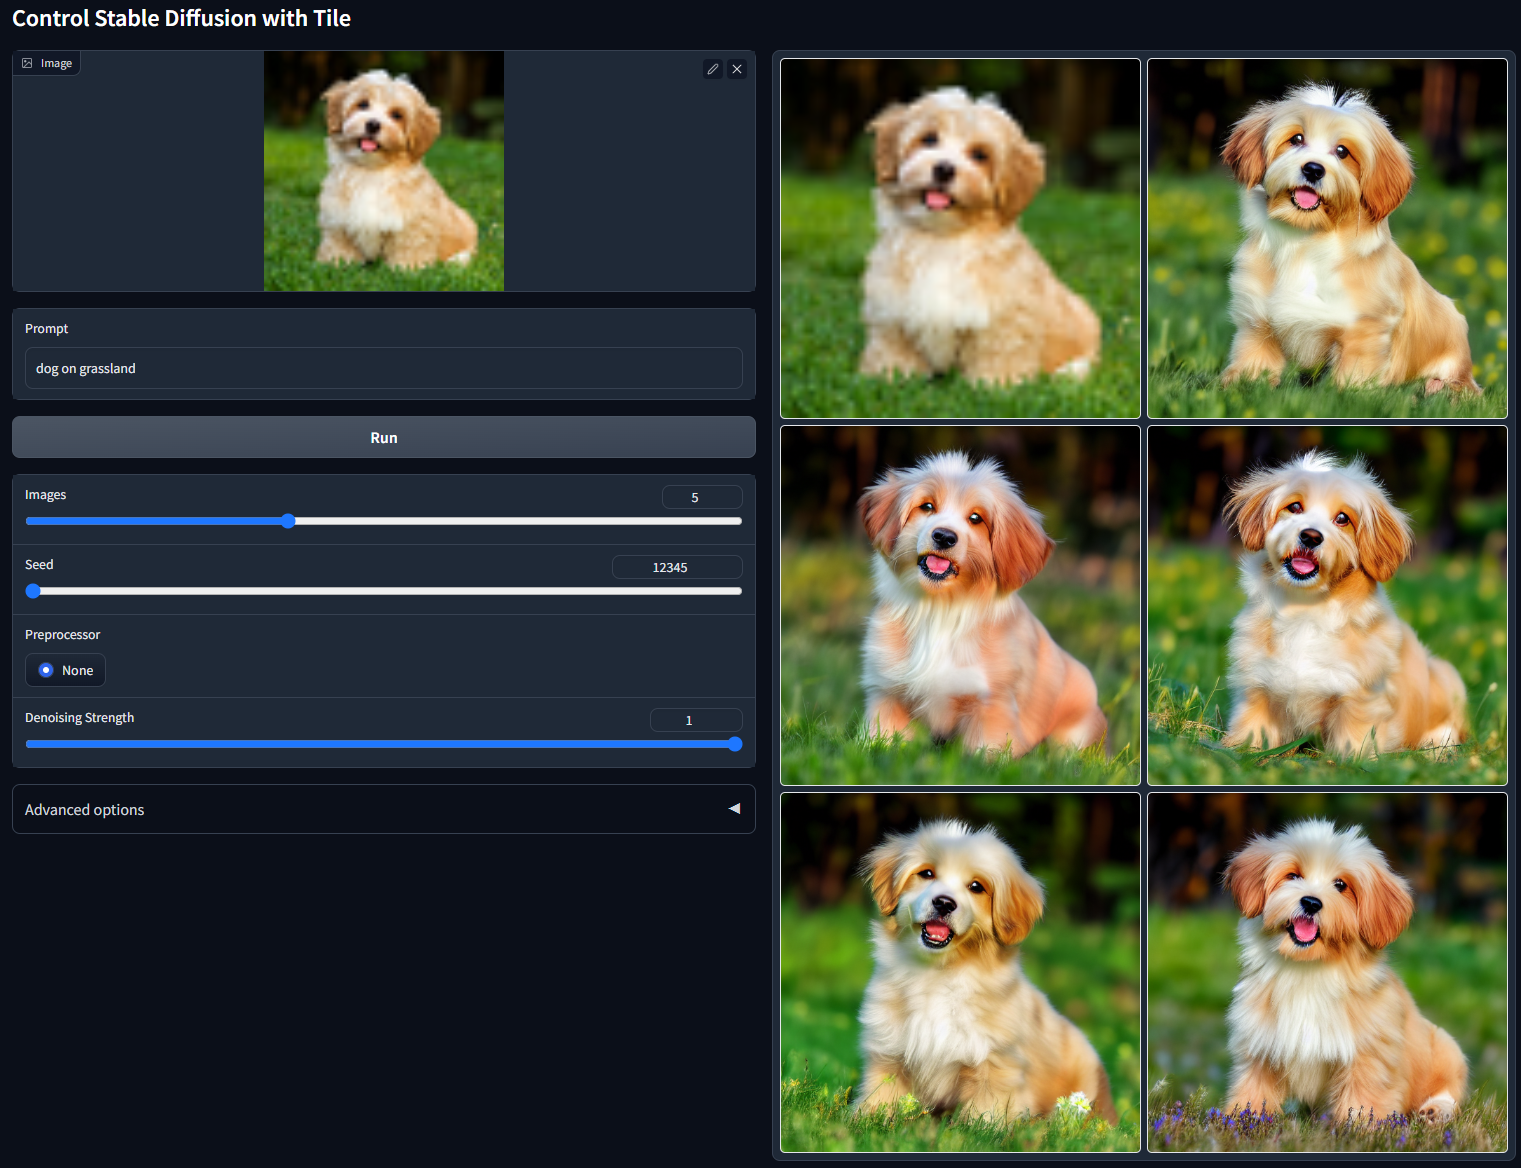 Control Stable Diffusion with Tile
Image
Prompt
dog on grassland
Run
Images
5
Seed
12345
Preprocessor
None
Denoising Strength
1
Advanced options